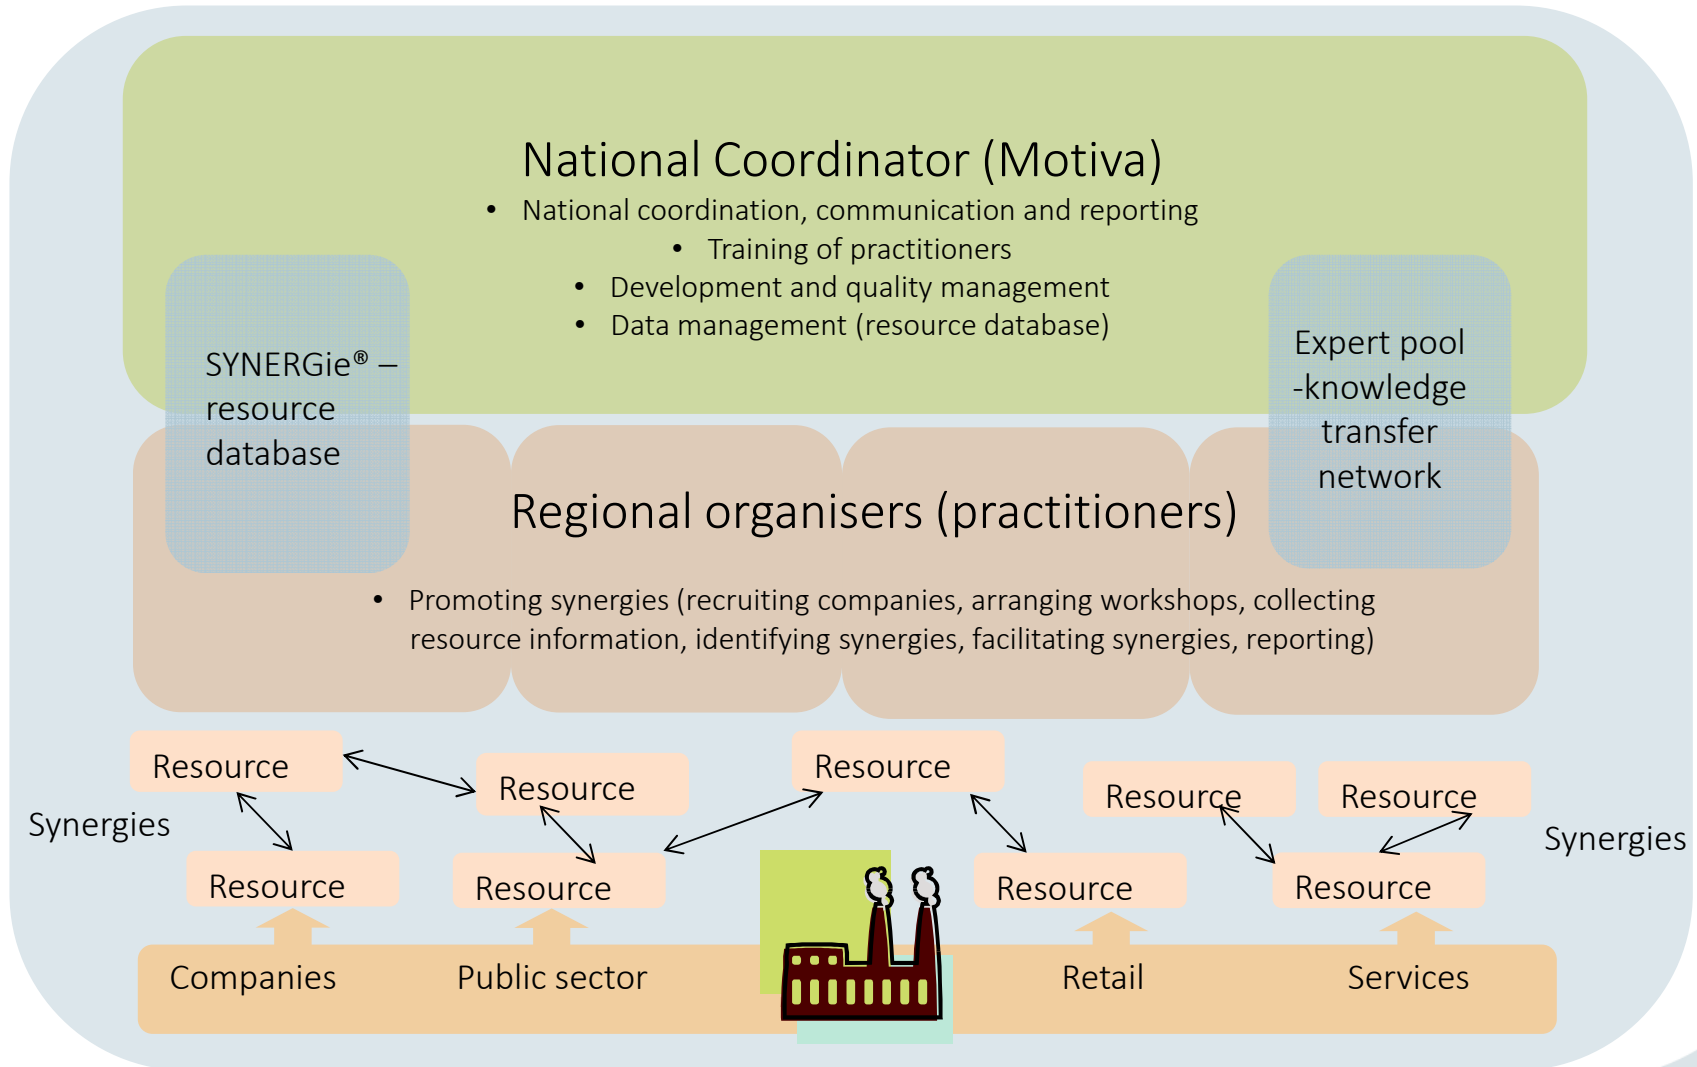 National Coordinator (Motiva)
• National coordination, communication and reporting
• Training of practitioners
• Development and quality management
• Data management (resource database)
SYNERGie® –
resource
database
Expert pool
-knowledge
transfer
network
Regional organisers (practitioners)
• Promoting synergies (recruiting companies, arranging workshops, collecting
resource information, identifying synergies, facilitating synergies, reporting)
Resource
Resource
Resource
Resource
Resource
Synergies
Synergies
Resource
Resource
Resource
Resource
Companies
Public sector
Retail
Services